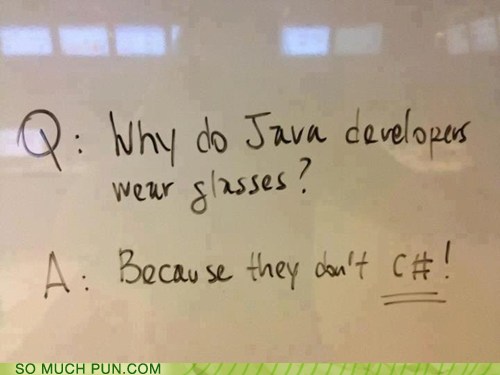 Q: Why do Java developers
wear glasses?
A: Because they don't C#!
SO MUCH PUN.COM